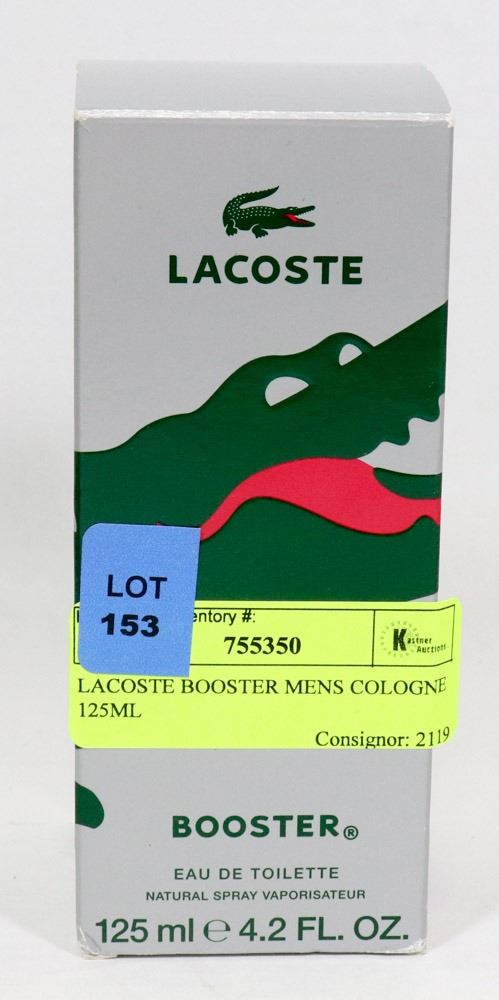 LACOSTE
LOT
153
entory #:
755350
Kastner
Auctions
LACOSTE BOOSTER MENS COLOGNE
125ML
Consignor: 2119
BOOSTER®
EAU DE TOILETTE
NATURAL SPRAY VAPORISATEUR
125 ml ℮ 4.2 FL. OZ.